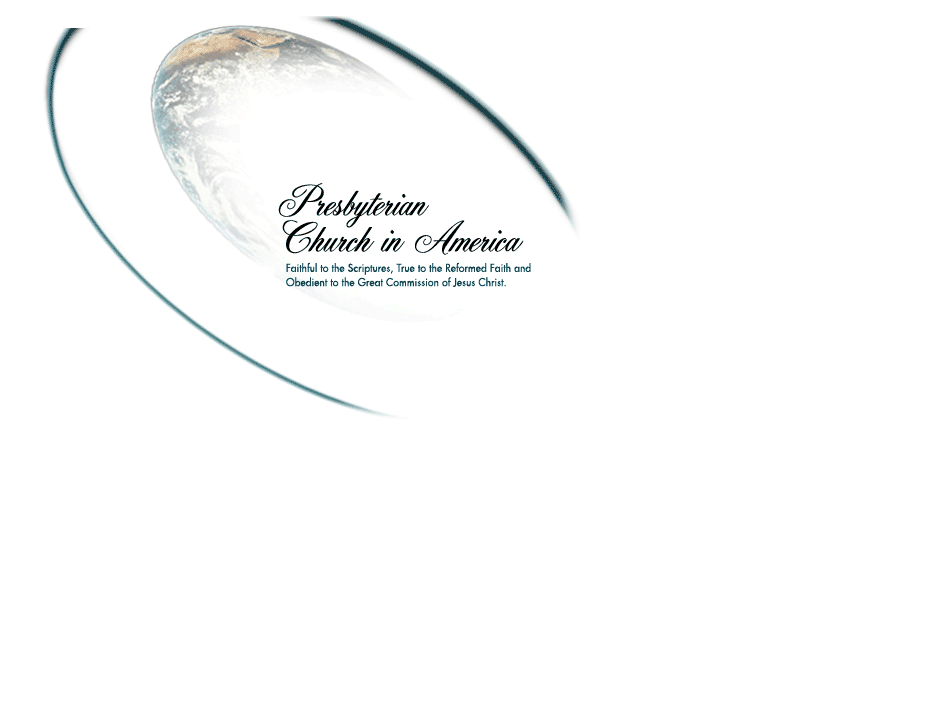 Presbyterian
Church in America
Faithful to the Scriptures, True to the Reformed Faith and
Obedient to the Great Commission of Jesus Christ.